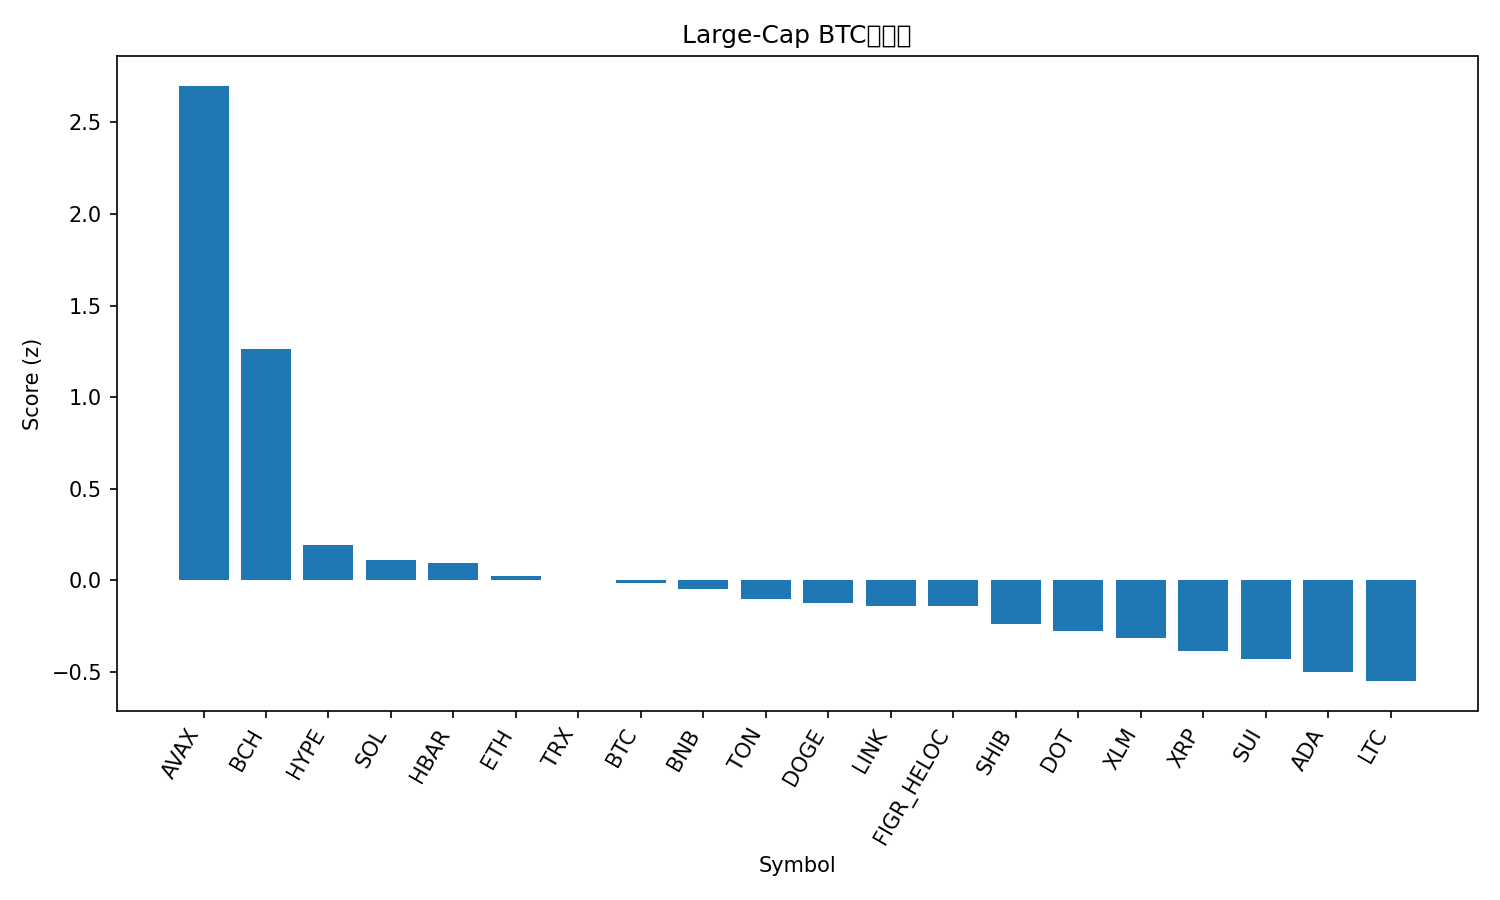 Large-Cap BTC
Score (z)
2.5
2.0
1.5
1.0
0.5
0.0
−0.5
AVAX
BCH
HYPE
SOL
HBAR
ETH
TRX
BTC
BNB
TON
DOGE
LINK
FIGR_HELOC
SHIB
DOT
XLM
XRP
SUI
ADA
LTC
Symbol